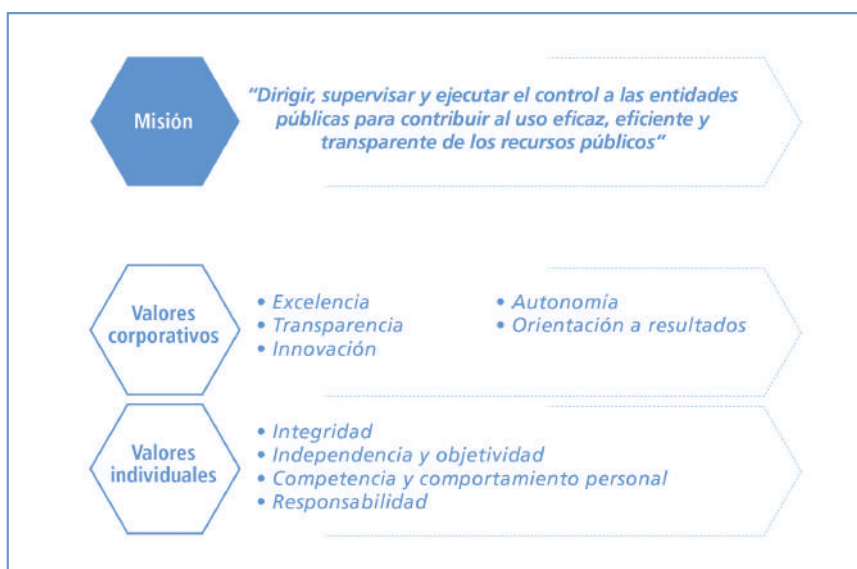 Misión
“Dirigir, supervisar y ejecutar el control a las entidades
públicas para contribuir al uso eficaz, eficiente y
transparente de los recursos públicos”
Valores
corporativos
• Excelencia
• Transparencia
• Innovación
• Autonomía
• Orientación a resultados
Valores
individuales
• Integridad
• Independencia y objetividad
• Competencia y comportamiento personal
• Responsabilidad